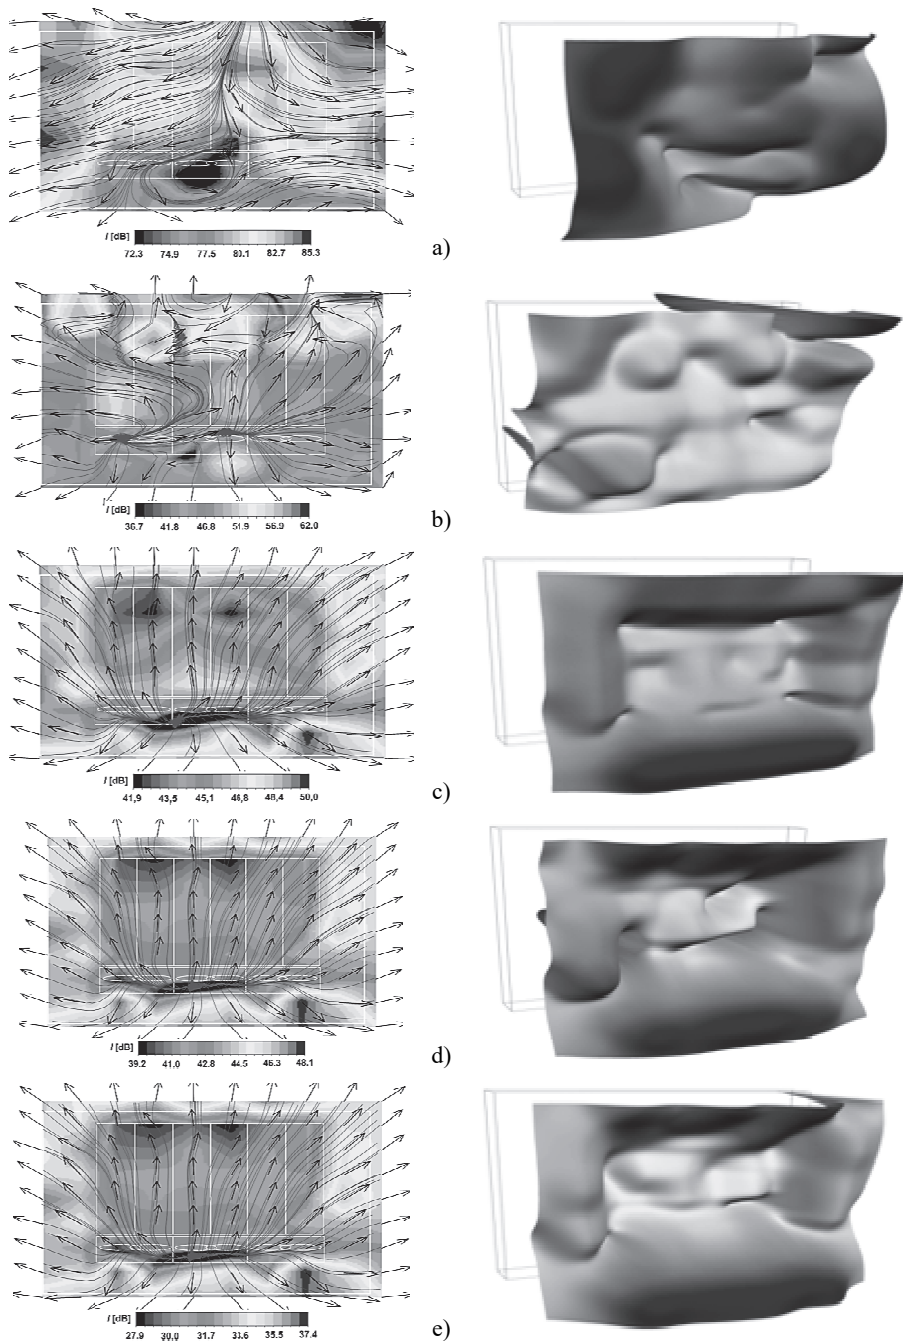 I [dB]
72.3 74.9 77.5 80.1 82.7 85.3
a)
I [dB]
36.7 41.8 46.8 51.9 56.9 62.0
b)
I [dB]
41,9 43,5 45,1 46,8 48,4 50,0
c)
I [dB]
39.2 41.0 42.8 44.5 46.3 48.1
d)
I [dB]
27.9 30.0 31.7 33.6 35.5 37.4
e)